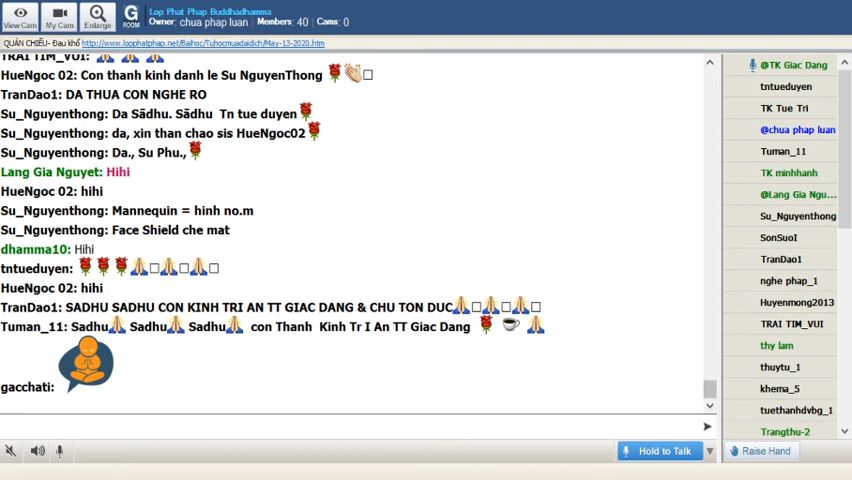 View Cam
My Cam
Enlarge
G
ROOM
Lop Phat Phap Buddhadhamma
Owner: chua phap luan Members: 40 Cams: 0
QUÁN CHIẾU- Đau khổ http://www.lopphatphap.net/Baihoc/Tuhocmuadaidich/May-13-2020.htm
TRAI TIM_VUI:
HueNgoc 02: Con thanh kinh danh le Su NguyenThong
TranDao1: DA THUA CON NGHE RO
Su_Nguyenthong: Da Sādhu. Sādhu Tn tue duyen
Su_Nguyenthong: da, xin than chao sis HueNgoc02
Su_Nguyenthong: Da., Su Phu.,
Lang Gia Nguyet: Hihi
HueNgoc 02: hihi
Su_Nguyenthong: Mannequin = hinh no.m
Su_Nguyenthong: Face Shield che mat
dhamma10: Hihi
tntueduyen:
HueNgoc 02: hihi
TranDao1: SADHU SADHU CON KINH TRI AN TT GIAC DANG & CHU TON DUC
Tuman_11: Sadhu Sadhu Sadhu con Thanh Kinh Tr I An TT Giac Dang
gacchati:
Hold to Talk
@TK Giac Dang
tntueduyen
TK Tue Tri
@chua phap luan
Tuman_11
TK minhhanh
@Lang Gia Ngu...
Su_Nguyenthong
SonSuoI
TranDao1
nghe phap_1
Huyenmong2013
TRAI TIM_VUI
thy lam
thuytu_1
khema_5
tuethanhdvbg_1
Trangthu-2
Raise Hand